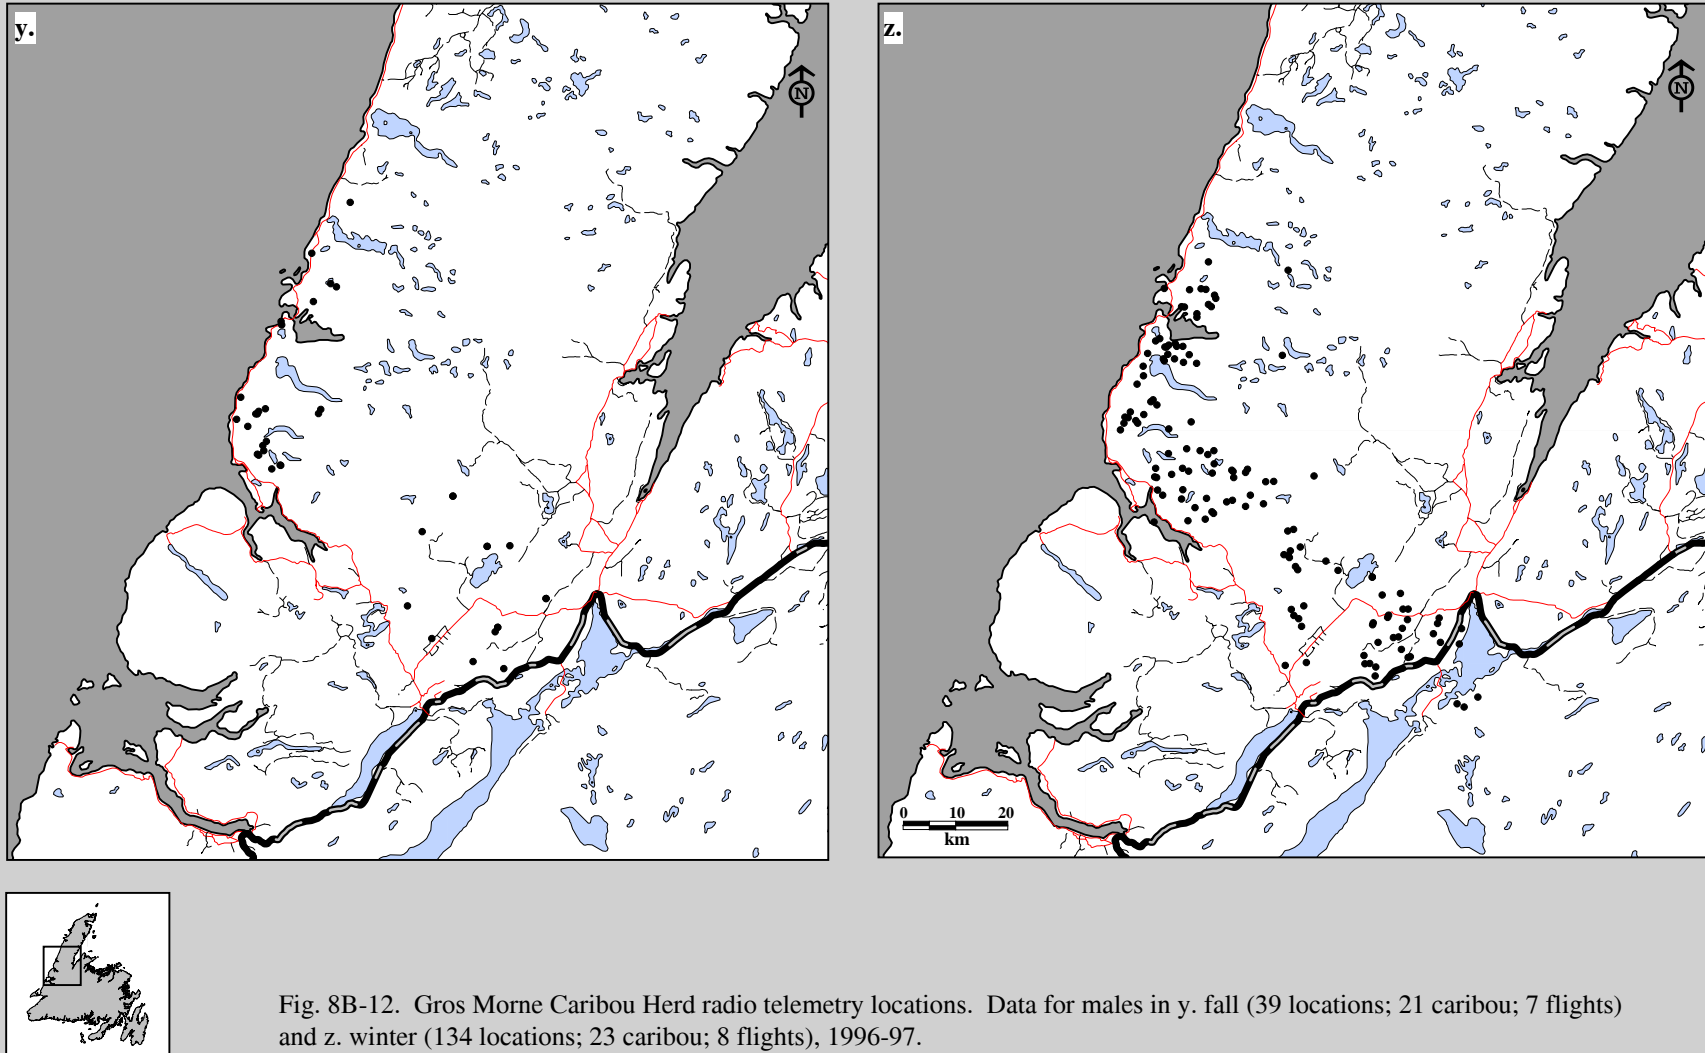 y.
N
z.
N
0 10 20
km
Fig. 8B-12. Gros Morne Caribou Herd radio telemetry locations. Data for males in y. fall (39 locations; 21 caribou; 7 flights)
and z. winter (134 locations; 23 caribou; 8 flights), 1996-97.